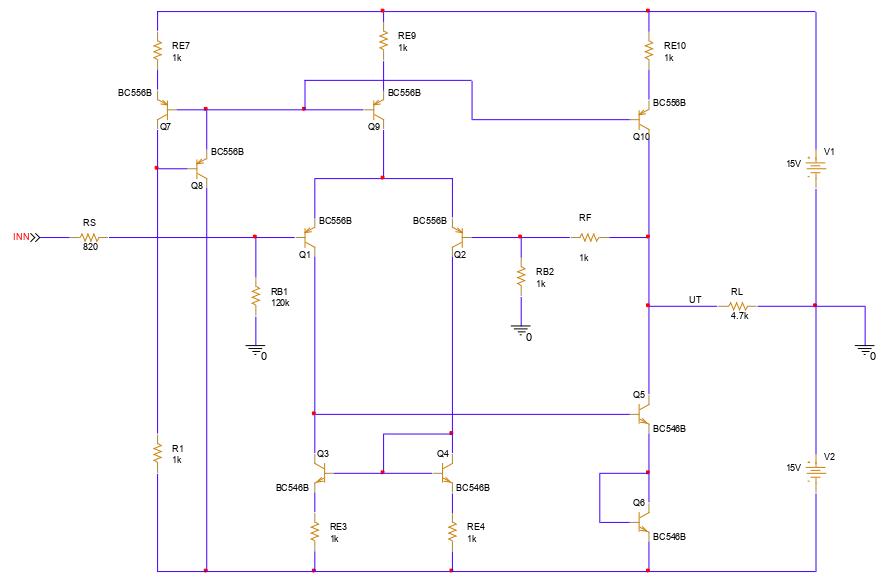 RE7
1k
RE9
1k
RE10
1k
BC556B
Q7
BC556B
Q9
BC556B
Q10
BC556B
Q8
15V
V1
INN
RS
820
BC556B
Q1
BC556B
Q2
RF
1k
RB1
120k
0
RB2
1k
0
UT
RL
4.7k
0
Q5
BC546B
R1
1k
Q3
BC546B
Q4
BC546B
15V
V2
Q6
BC546B
RE3
1k
RE4
1k